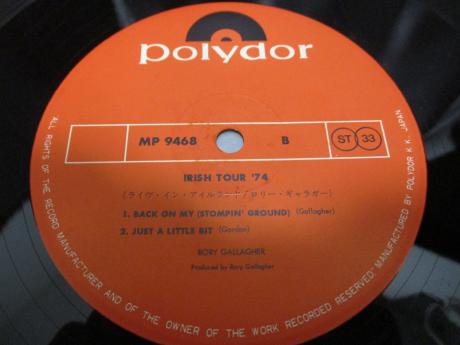 polydor
MP 9468 B ST 33
IRISH TOUR '74
(ライヴ・イン・アイルランド/ロリー・ギャラガー)
1. BACK ON MY (STOMPIN' GROUND) (Gallagher)
2. JUST A LITTLE BIT (Gordon)
RORY GALLAGHER
Produced by Rory Gallagher
ALL RIGHTS OF THE RECORD MANUFACTURER AND OF THE OWNER OF THE WORK RECORDED RESERVED MANUFACTURED BY POLYDOR K.K. JAPAN